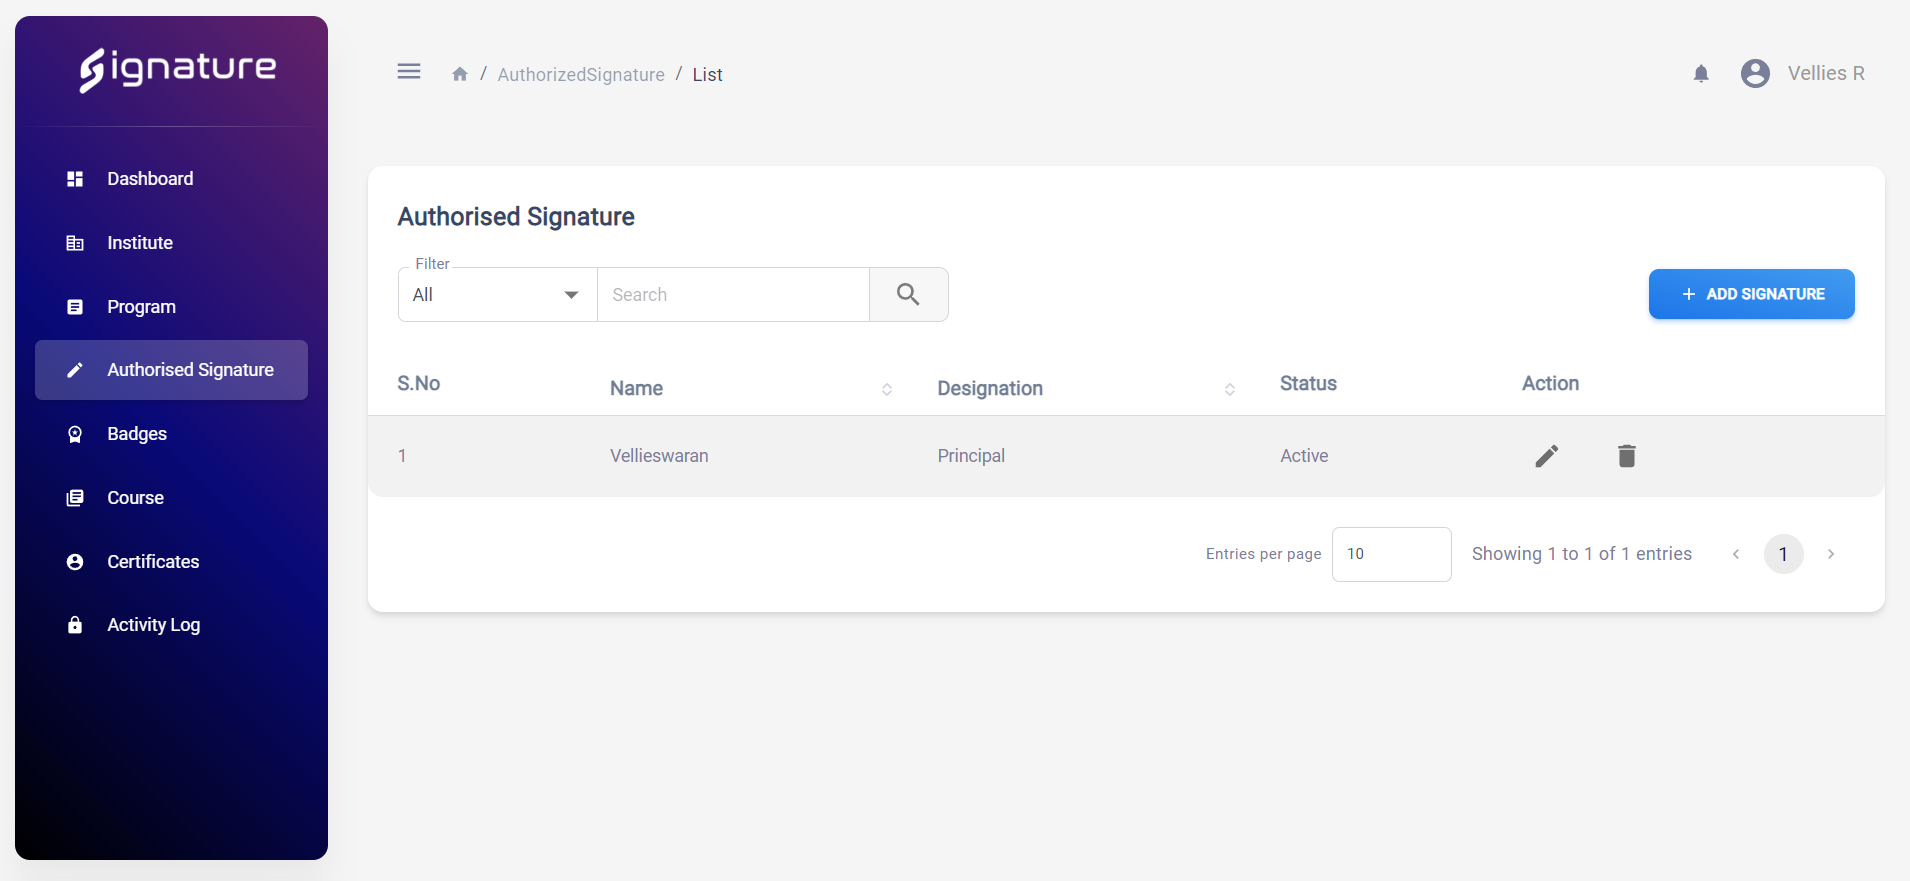 Signature
Dashboard
Institute
Program
Authorised Signature
Badges
Course
Certificates
Activity Log
/ AuthorizedSignature / List
Vellies R
Authorised Signature
Filter
All
Search
+ ADD SIGNATURE
S.No Name Designation Status Action
1 Vellieswaran Principal Active
Entries per page 10 Showing 1 to 1 of 1 entries 1